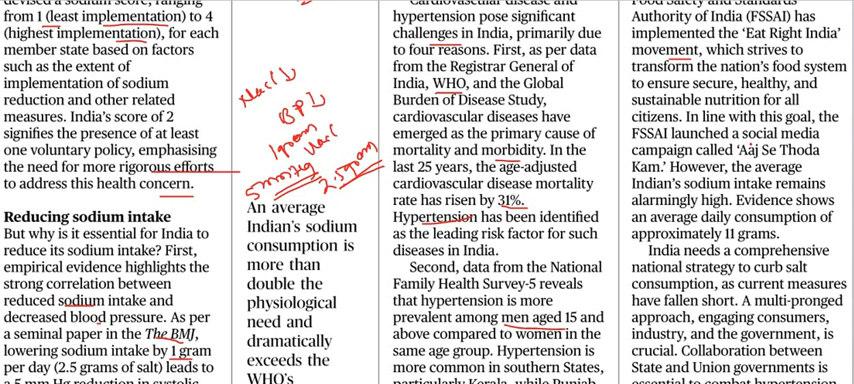 devised a sodium score, ranging
from 1 (least implementation) to 4
(highest implementation), for each
member state based on factors
such as the extent of
implementation of sodium
reduction and other related
measures. India's score of 2
signifies the presence of at least
one voluntary policy, emphasising
the need for more rigorous efforts
to address this health concern.
Reducing sodium intake
But why is it essential for India to
reduce its sodium intake? First,
empirical evidence highlights the
strong correlation between
reduced sodium intake and
decreased blood pressure. As per
a seminal paper in the The BMJ,
lowering sodium intake by 1 gram
per day (2.5 grams of salt) leads to
a 5 mm Hg reduction in systolic
NaCl↓
BP↓
1gram
NaCl
5mmHg
2.5gram
An average
Indian's sodium
consumption is
more than
double the
physiological
need and
dramatically
exceeds the
WHO's
Cardiovascular disease and
hypertension pose significant
challenges in India, primarily due
to four reasons. First, as per data
from the Registrar General of
India, WHO, and the Global
Burden of Disease Study,
cardiovascular diseases have
emerged as the primary cause of
mortality and morbidity. In the
last 25 years, the age-adjusted
cardiovascular disease mortality
rate has risen by 31%.
Hypertension has been identified
as the leading risk factor for such
diseases in India.
Second, data from the National
Family Health Survey-5 reveals
that hypertension is more
prevalent among men aged 15 and
above compared to women in the
same age group. Hypertension is
more common in southern States,
particularly Kerala, while Punjab
Food Safety and Standards
Authority of India (FSSAI) has
implemented the 'Eat Right India'
movement, which strives to
transform the nation's food system
to ensure secure, healthy, and
sustainable nutrition for all
citizens. In line with this goal, the
FSSAI launched a social media
campaign called 'Aaj Se Thoda
Kam.' However, the average
Indian's sodium intake remains
alarmingly high. Evidence shows
an average daily consumption of
approximately 11 grams.
India needs a comprehensive
national strategy to curb salt
consumption, as current measures
have fallen short. A multi-pronged
approach, engaging consumers,
industry, and the government, is
crucial. Collaboration between
State and Union governments is
essential to combat hypertension